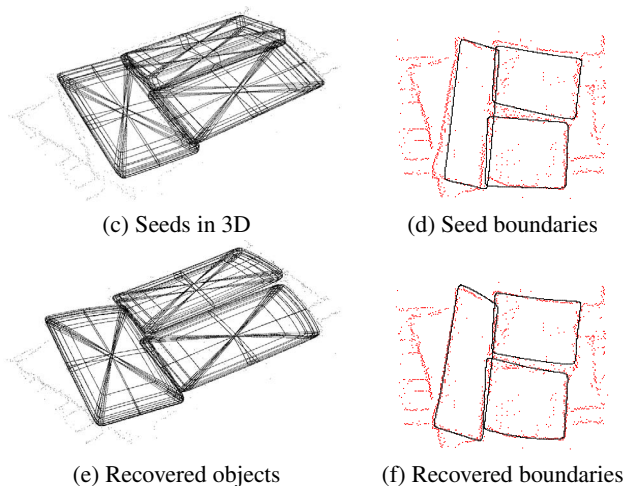 (c) Seeds in 3D
(d) Seed boundaries
(e) Recovered objects
(f) Recovered boundaries